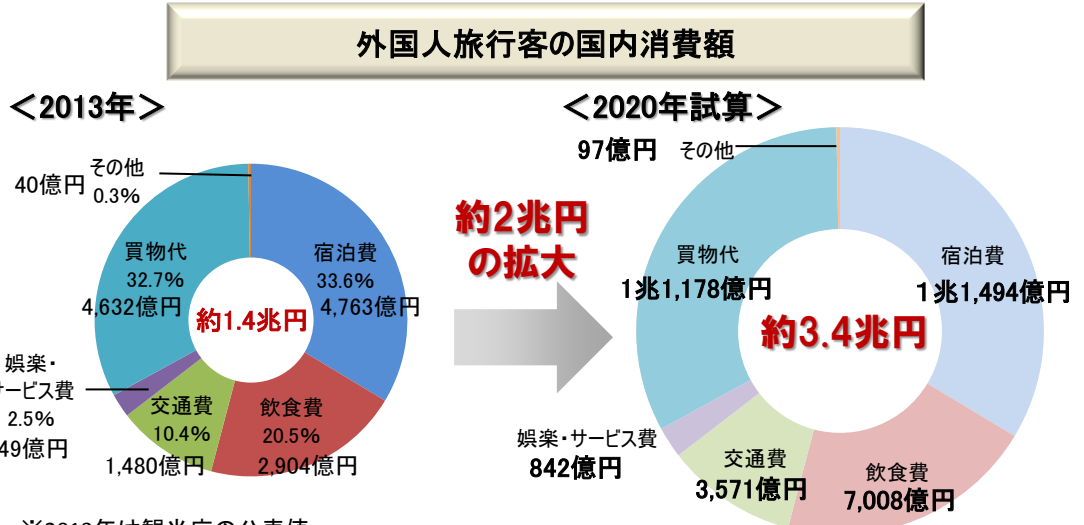 外国人旅行客の国内消費額
＜2013年＞
その他
0.3%
40億円
買物代
32.7%
4,632億円
宿泊費
33.6%
4,763億円
約1.4兆円
娯楽・
ービス費
2.5%
49億円
交通費
10.4%
1,480億円
飲食費
20.5%
2,904億円
約2兆円
の拡大
＜2020年試算＞
97億円 その他
買物代
1兆1,178億円
宿泊費
1兆1,494億円
約3.4兆円
娯楽・サービス費
842億円
交通費
3,571億円
飲食費
7,008億円